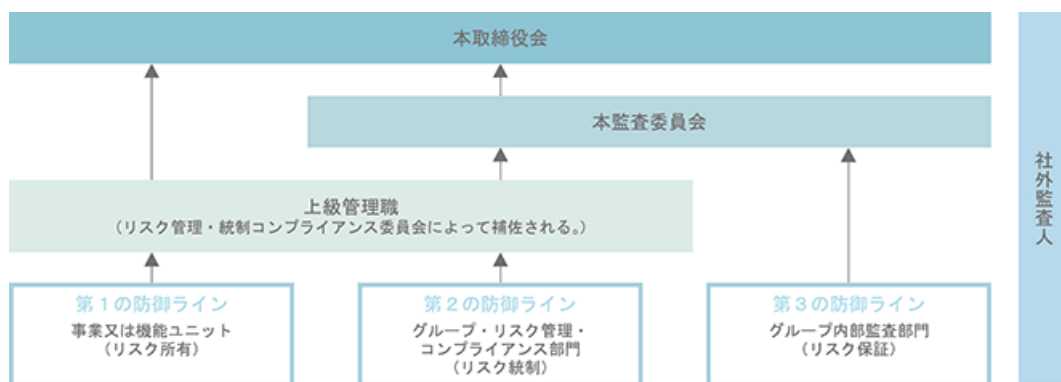 本取締役会
本監査委員会
上級管理職
（リスク管理・統制コンプライアンス委員会によって補佐される。）
第１の防御ライン
事業又は機能ユニット
（リスク所有）
第２の防御ライン
グループ・リスク管理・
コンプライアンス部門
（リスク統制）
第３の防御ライン
グループ内部監査部門
（リスク保証）
社外監査人